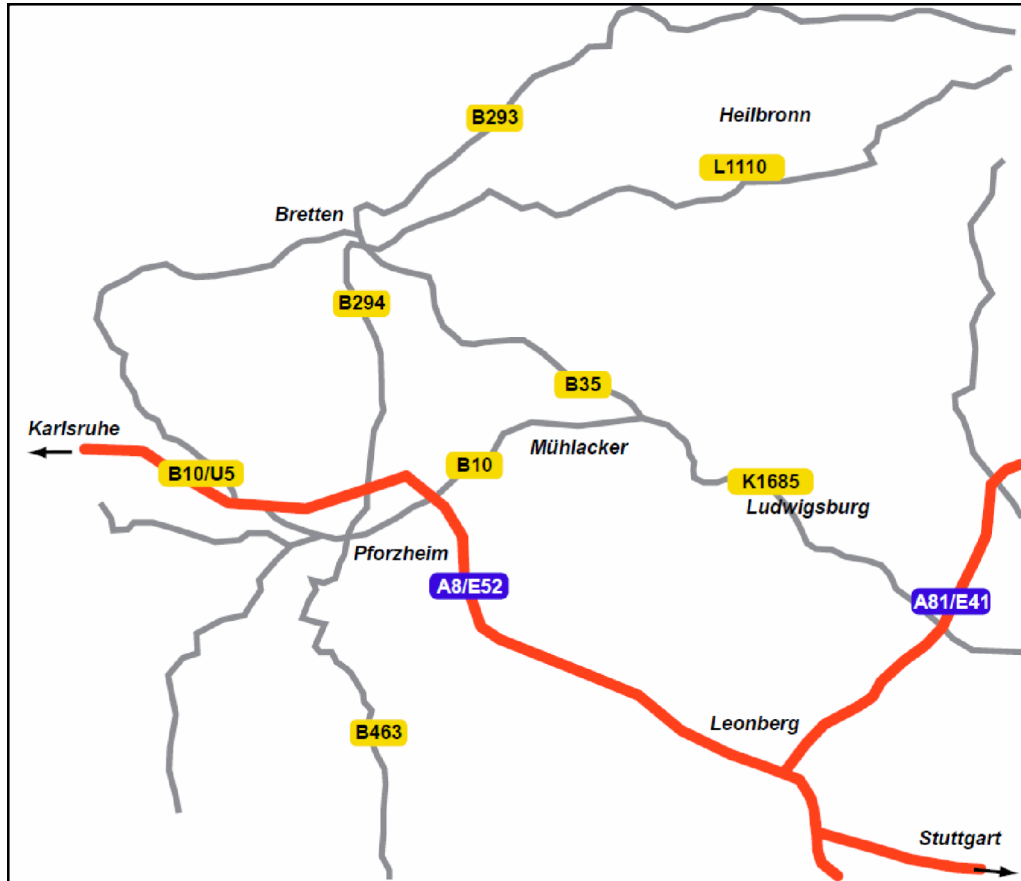 B293
Heilbronn
L1110
Bretten
B294
B35
Karlsruhe
Mühlacker
B10/U5
B10
K1685
Ludwigsburg
Pforzheim
A8/E52
A81/E41
Leonberg
B463
Stuttgart